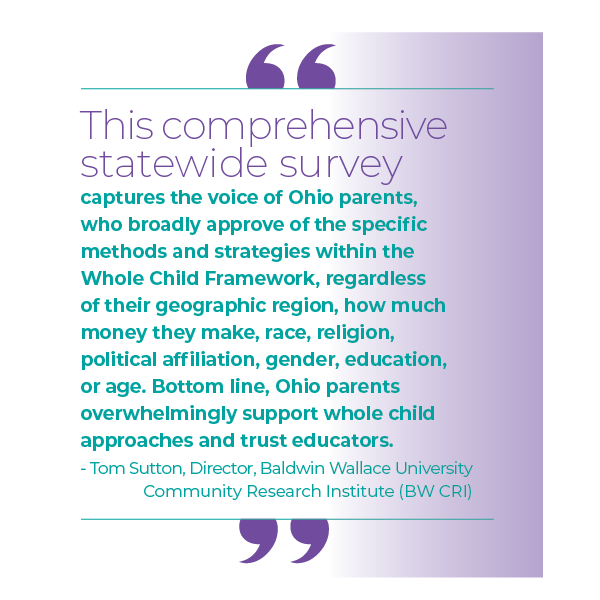 “
This comprehensive
statewide survey
captures the voice of Ohio parents,
who broadly approve of the specific
methods and strategies within the
Whole Child Framework, regardless
of their geographic region, how much
money they make, race, religion,
political affiliation, gender, education,
or age. Bottom line, Ohio parents
overwhelmingly support whole child
approaches and trust educators.
- Tom Sutton, Director, Baldwin Wallace University
Community Research Institute (BW CRI)
”